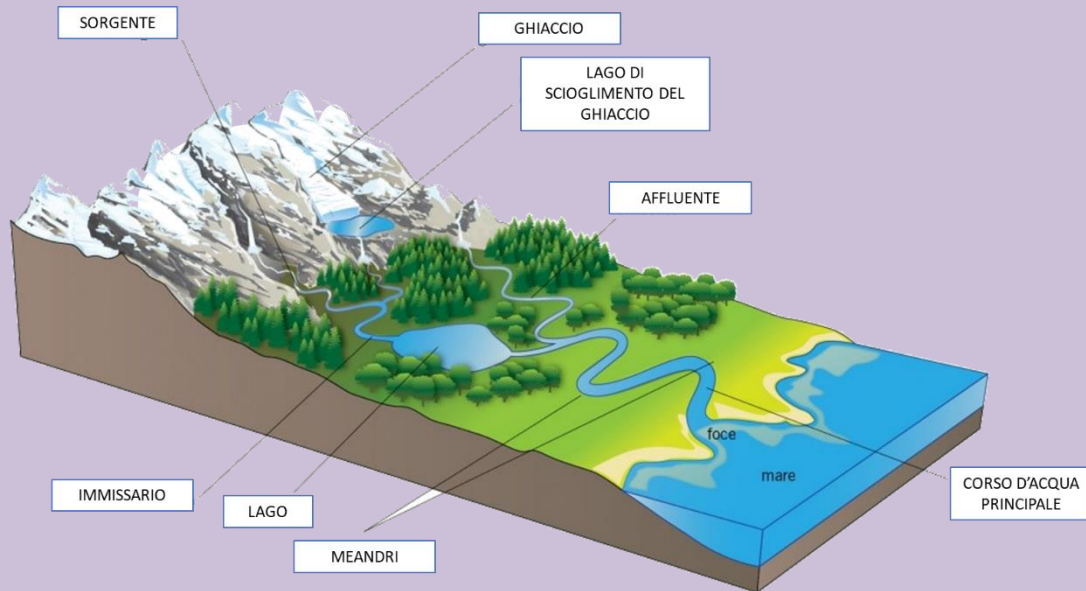 SORGENTE
GHIACCIO
LAGO DI
SCIOGLIMENTO DEL
GHIACCIO
AFFLUENTE
foce
mare
IMMISSARIO
LAGO
MEANDRI
CORSO D'ACQUA
PRINCIPALE